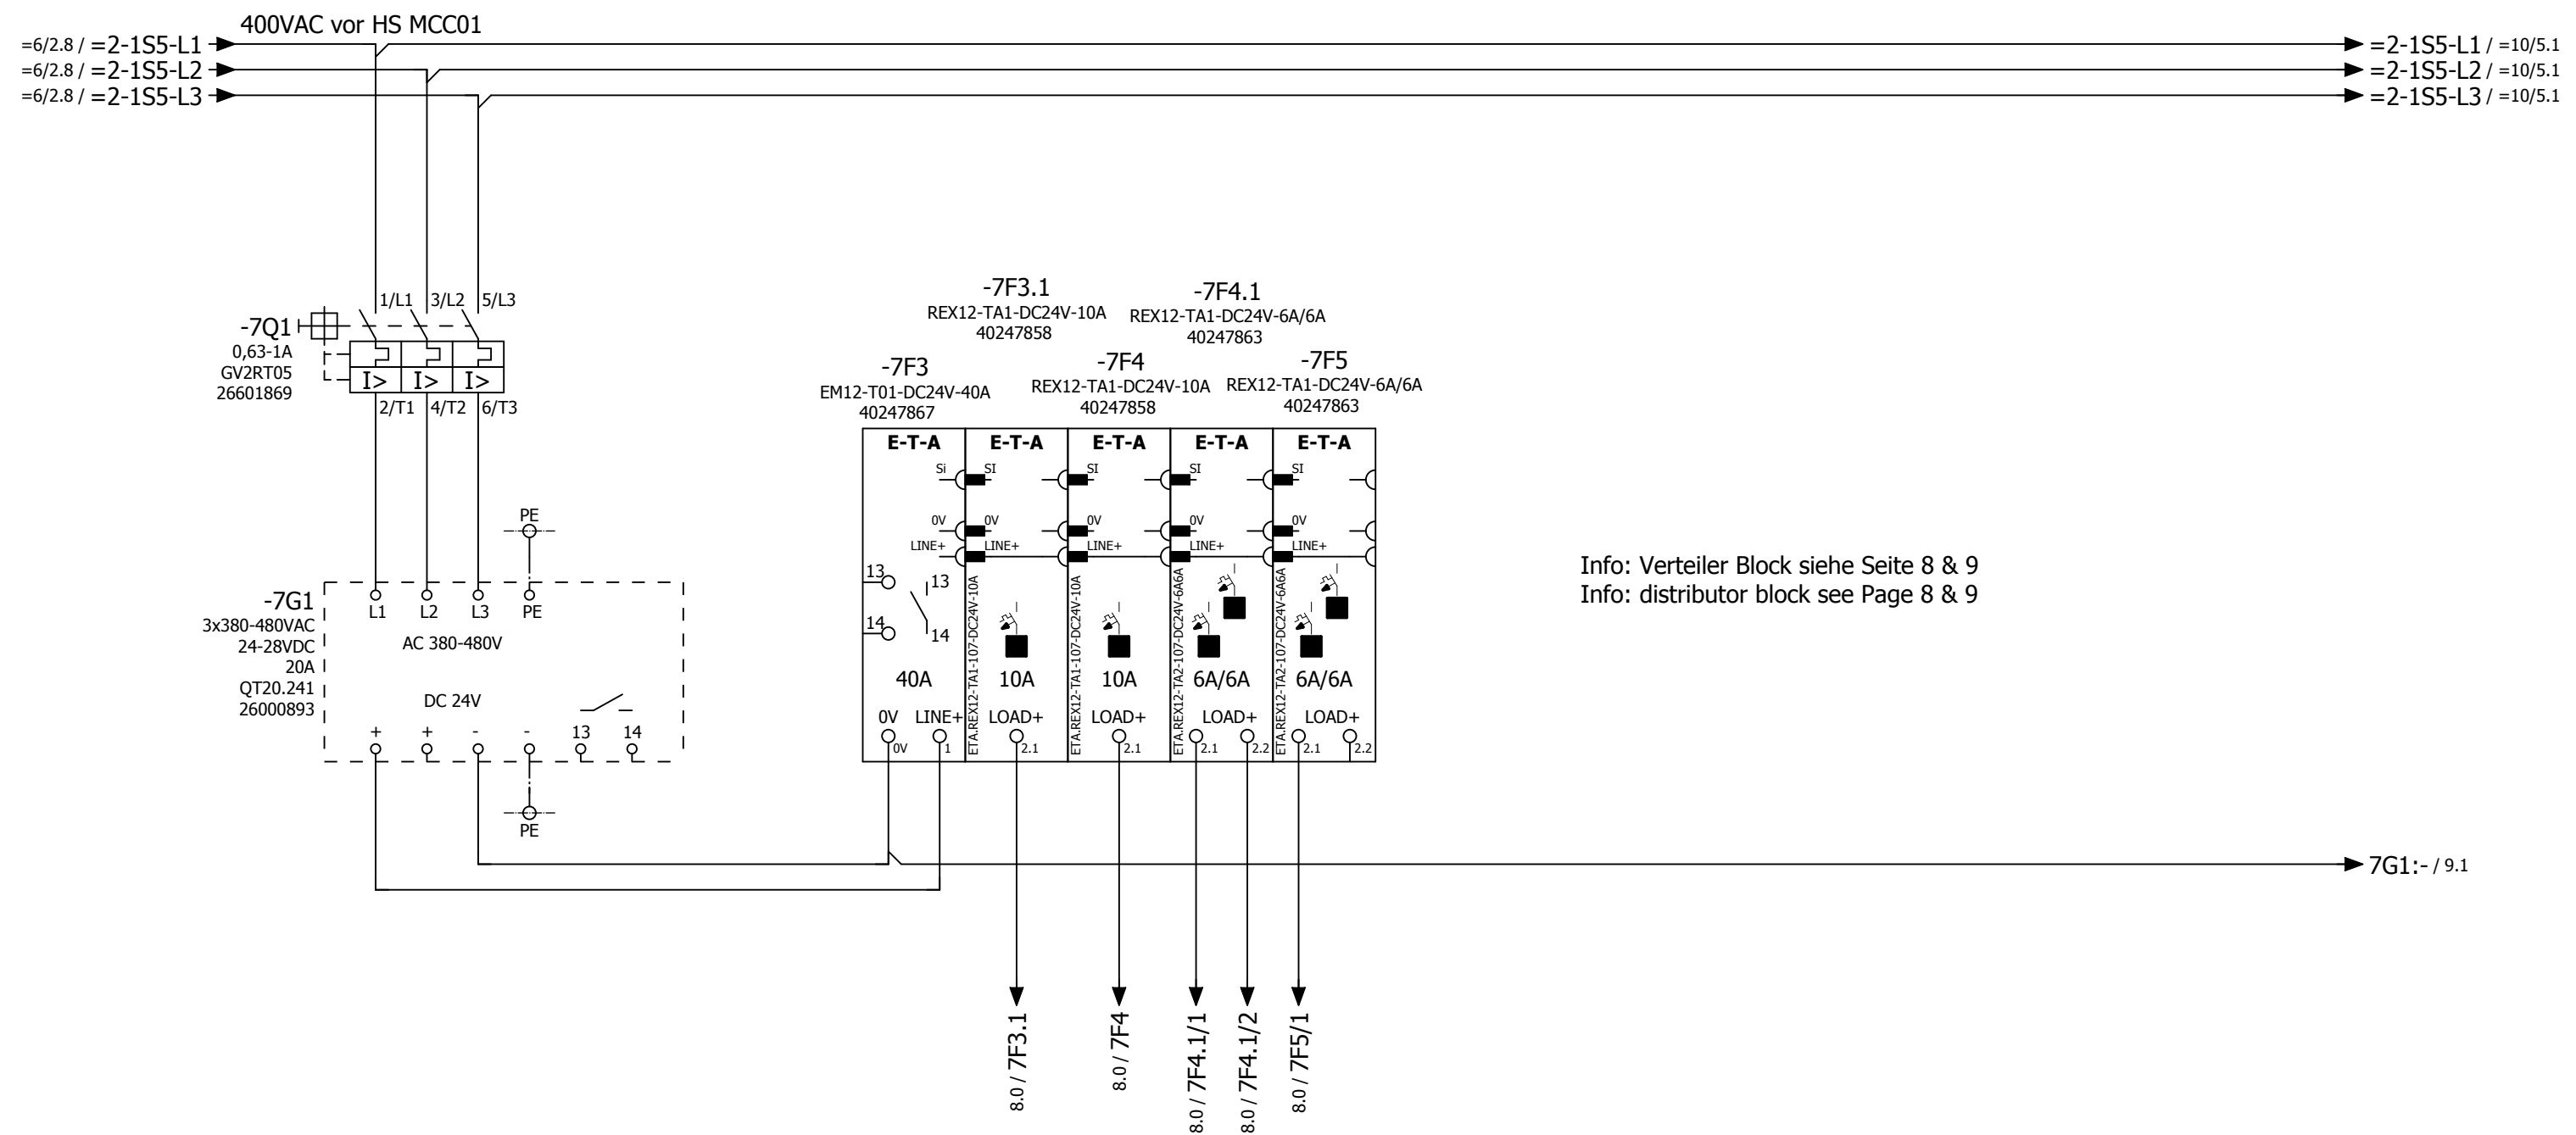 400VAC vor HS MCC01
=6/2.8 / =2-1S5-L1
=2-1S5-L1 / =10/5.1
=6/2.8 / =2-1S5-L2
=2-1S5-L2 / =10/5.1
=6/2.8 / =2-1S5-L3
=2-1S5-L3 / =10/5.1
1/L1 3/L2 5/L3
-7Q1
0,63-1A
GV2RT05
26601869
I> I> I>
2/T1 4/T2 6/T3
-7F3.1
REX12-TA1-DC24V-10A
40247858
-7F4.1
REX12-TA1-DC24V-6A/6A
40247863
-7F3
EM12-T01-DC24V-40A
40247867
-7F4
REX12-TA1-DC24V-10A
40247858
-7F5
REX12-TA1-DC24V-6A/6A
40247863
E-T-A E-T-A E-T-A E-T-A E-T-A
Si SI SI SI SI
0V 0V 0V 0V 0V
LINE+ LINE+ LINE+ LINE+ LINE+
13 13
14 14
ETA.REX12-TA1-107-DC24V-10A
ETA.REX12-TA1-107-DC24V-10A
ETA.REX12-TA2-107-DC24V-6A6A
ETA.REX12-TA2-107-DC24V-6A6A
40A 10A 10A 6A/6A 6A/6A
0V LINE+ LOAD+ LOAD+ LOAD+ LOAD+
0V 1 2.1 2.1 2.1 2.2 2.1 2.2
PE
-7G1
3x380-480VAC
24-28VDC
20A
QT20.241
26000893
L1 L2 L3 PE
AC 380-480V
DC 24V
+ + - - 13 14
PE
Info: Verteiler Block siehe Seite 8 & 9
Info: distributor block see Page 8 & 9
7G1:- / 9.1
8.0 / 7F3.1
8.0 / 7F4
8.0 / 7F4.1/1
8.0 / 7F4.1/2
8.0 / 7F5/1